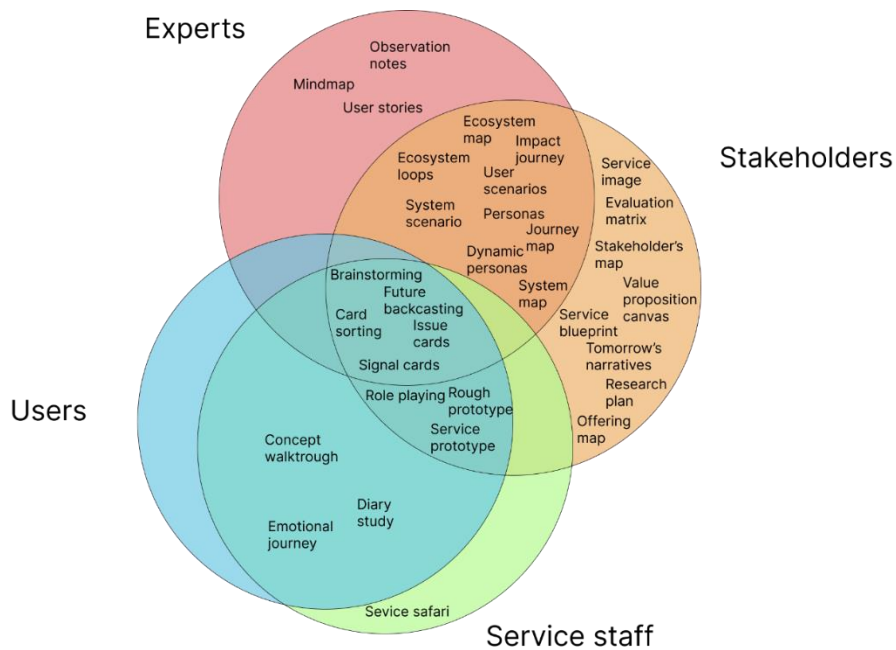 Experts
Observation
notes
Mindmap
User stories
Ecosystem
map
Impact
journey
Ecosystem
loops
User
scenarios
System
scenario
Personas
Journey
map
Dynamic
personas
System
map
Stakeholders
Service
image
Evaluation
matrix
Stakeholder's
map
Value
proposition
canvas
Service
blueprint
Tomorrow's
narratives
Research
plan
Offering
map
Brainstorming
Future
backcasting
Card
sorting
Issue
cards
Signal cards
Role playing
Rough
prototype
Service
prototype
Users
Concept
walktrough
Diary
study
Emotional
journey
Sevice safari
Service staff